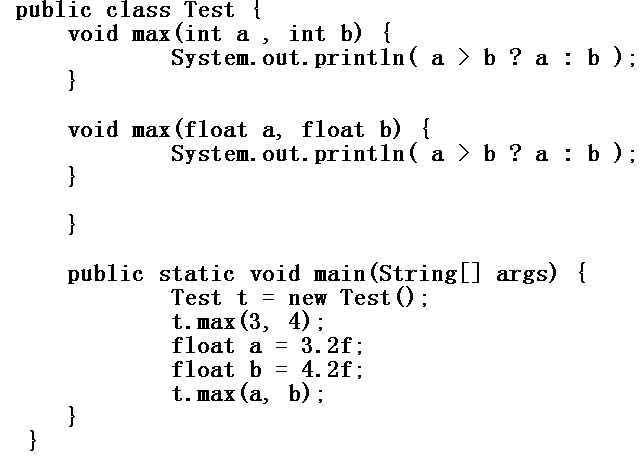 public class Test {
void max(int a , int b) {
System.out.println( a > b ? a : b );
}
void max(float a, float b) {
System.out.println( a > b ? a : b );
}
}
public static void main(String[] args) {
Test t = new Test();
t.max(3, 4);
float a = 3.2f;
float b = 4.2f;
t.max(a, b);
}
}